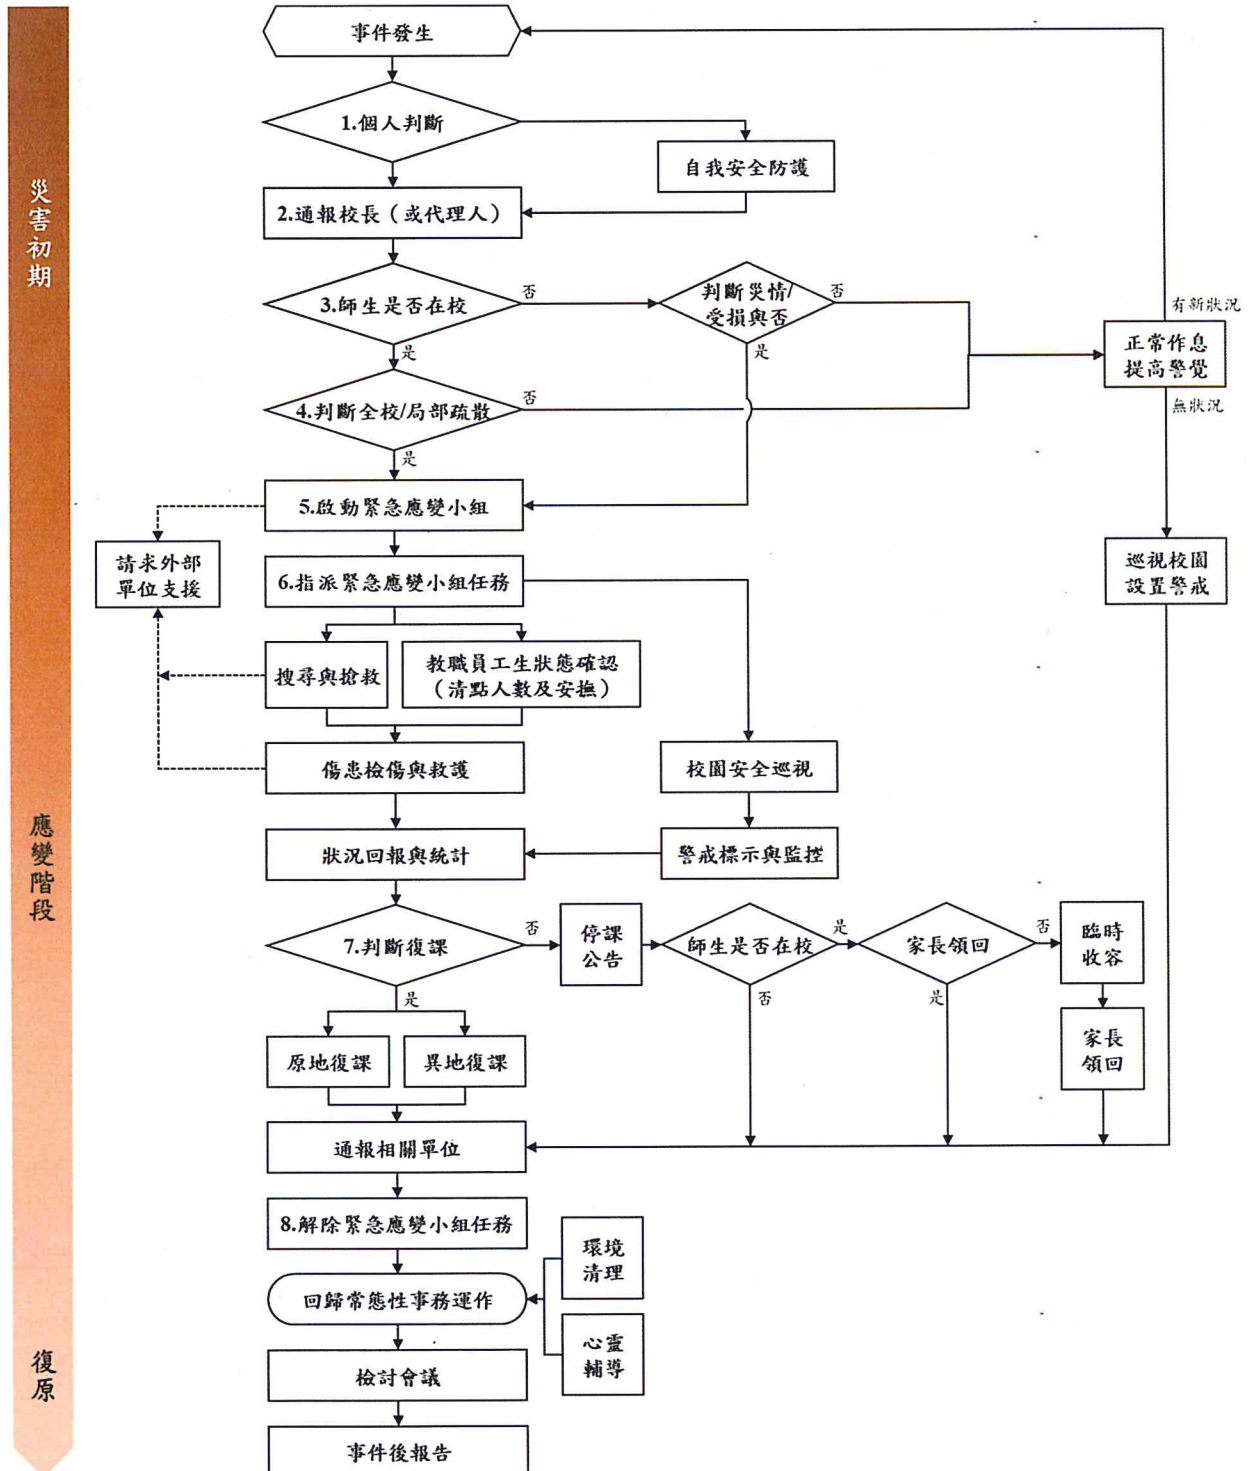 事件發生
1.個人判斷
自我安全防護
2.通報校長（或代理人）
3.師生是否在校
否
判斷災情/
受損與否
否
有新狀況
正常作息
提高警覺
無狀況
是
是
4.判斷全校/局部疏散
否
是
5.啟動緊急應變小組
請求外部
單位支援
6.指派緊急應變小組任務
巡視校園
設置警戒
搜尋與搶救
教職員工生狀態確認
（清點人數及安撫）
傷患檢傷與救護
校園安全巡視
狀況回報與統計
警戒標示與監控
7.判斷復課
否
停課
公告
師生是否在校
是
家長領回
否
臨時
收容
是
否
是
原地復課
異地復課
家長
領回
通報相關單位
8.解除緊急應變小組任務
環境
清理
回歸常態性事務運作
心靈
輔導
檢討會議
事件後報告
災害初期
應變階段
復原